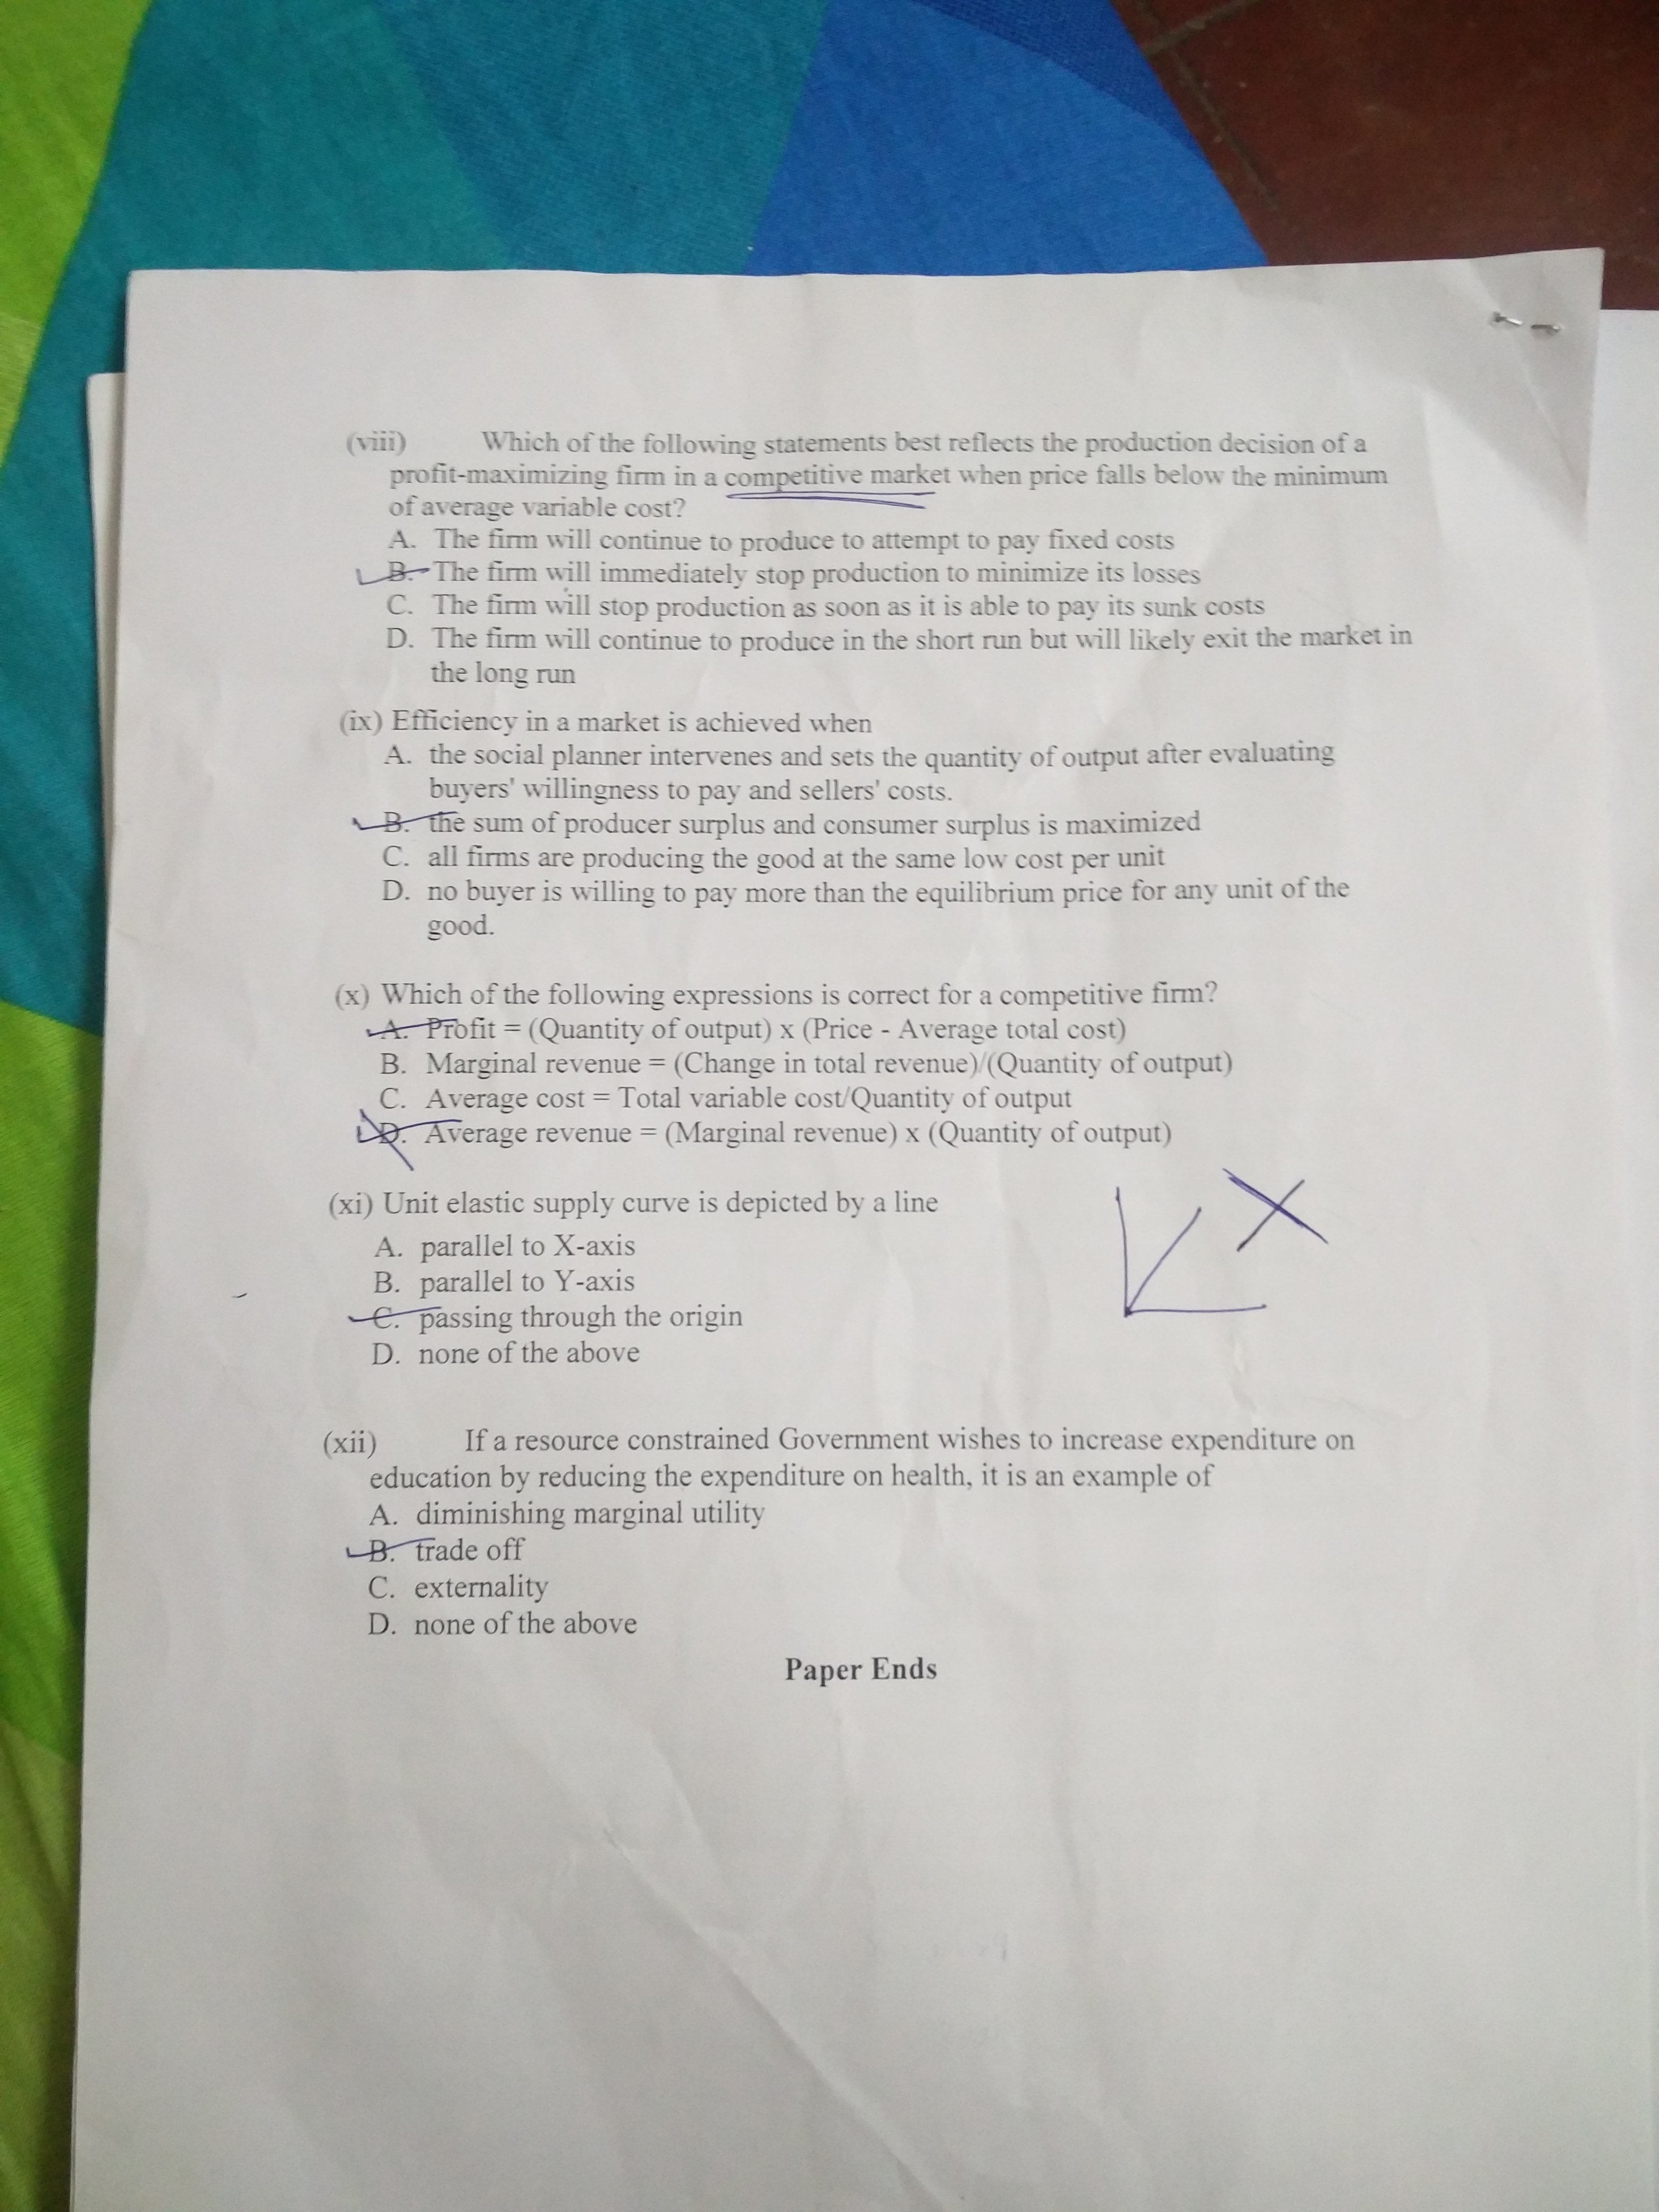 (viii) Which of the following statements best reflects the production decision of a
profit-maximizing firm in a competitive market when price falls below the minimum
of average variable cost?
A. The firm will continue to produce to attempt to pay fixed costs
B. The firm will immediately stop production to minimize its losses
C. The firm will stop production as soon as it is able to pay its sunk costs
D. The firm will continue to produce in the short run but will likely exit the market in
the long run
(ix) Efficiency in a market is achieved when
A. the social planner intervenes and sets the quantity of output after evaluating
buyers' willingness to pay and sellers' costs.
B. the sum of producer surplus and consumer surplus is maximized
C. all firms are producing the good at the same low cost per unit
D. no buyer is willing to pay more than the equilibrium price for any unit of the
good.
(x) Which of the following expressions is correct for a competitive firm?
A. Profit = (Quantity of output) x (Price - Average total cost)
B. Marginal revenue = (Change in total revenue)/(Quantity of output)
C. Average cost = Total variable cost/Quantity of output
D. Average revenue = (Marginal revenue) x (Quantity of output)
(xi) Unit elastic supply curve is depicted by a line
A. parallel to X-axis
B. parallel to Y-axis
C. passing through the origin
D. none of the above
(xii) If a resource constrained Government wishes to increase expenditure on
education by reducing the expenditure on health, it is an example of
A. diminishing marginal utility
B. trade off
C. externality
D. none of the above
Paper Ends